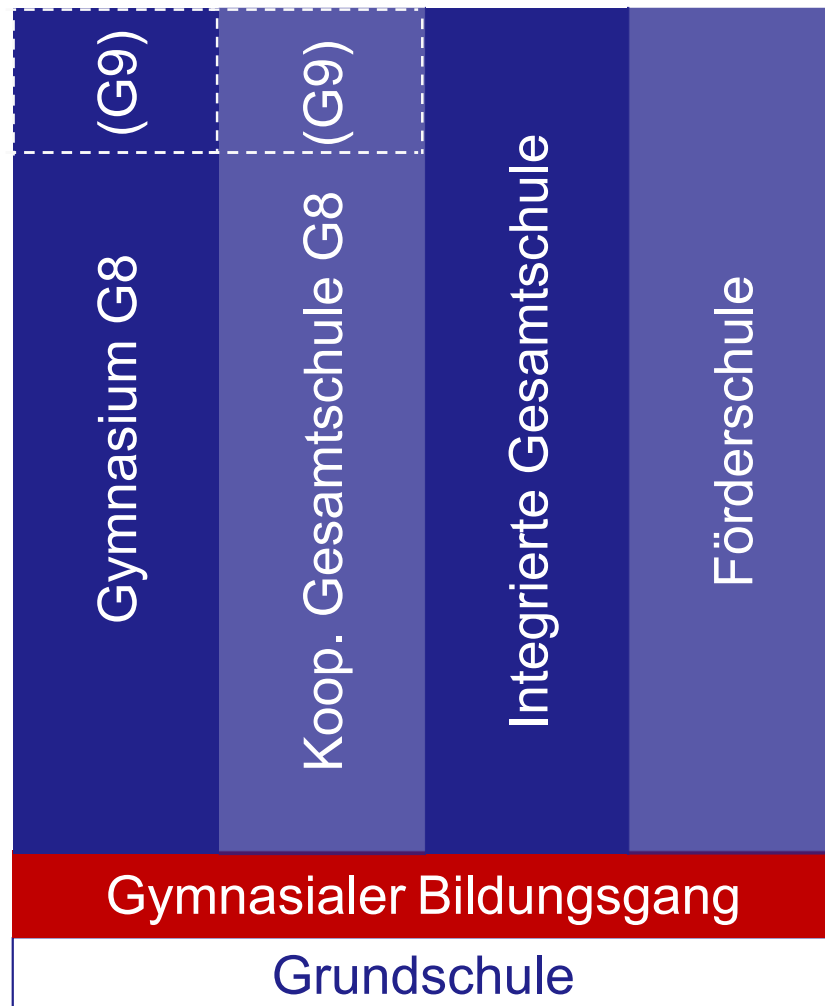 (G9)
(G9)
Gymnasium G8
Koop. Gesamtschule G8
Integrierte Gesamtschule
Förderschule
Gymnasialer Bildungsgang
Grundschule